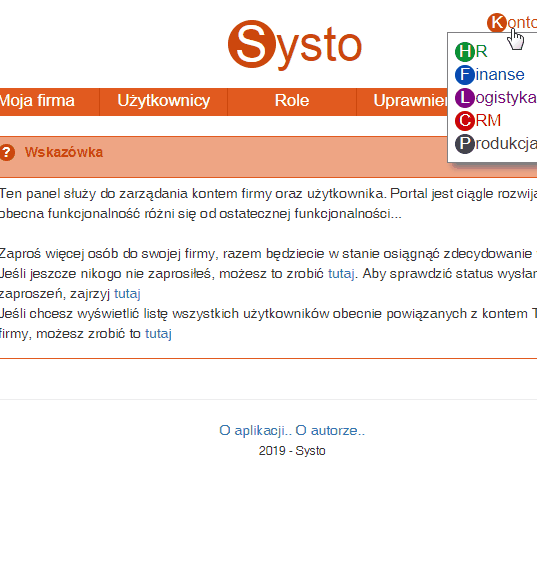 Systo
Konto
HR
Finanse
Logistyka
CRM
Produkcja
Moja firma
Użytkownicy
Role
Uprawnien
? Wskazówka
Ten panel służy do zarządania kontem firmy oraz użytkownika. Portal jest ciągle rozwija
obecna funkcjonalność różni się od ostatecznej funkcjonalności...
Zaproś więcej osób do swojej firmy, razem będziecie w stanie osiągnąć zdecydowanie
Jeśli jeszcze nikogo nie zaprosiłeś, możesz to zrobić tutaj. Aby sprawdzić status wysłan
zaproszeń, zajrzyj tutaj
Jeśli chcesz wyświetlić listę wszystkich użytkowników obecnie powiązanych z kontem T
firmy, możesz zrobić to tutaj
O aplikacji.. O autorze..
2019 - Systo